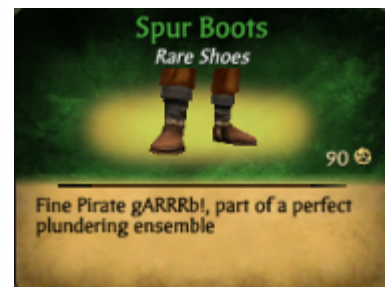 Spur Boots
Rare Shoes
90
Fine Pirate gARRRb!, part of a perfect
plundering ensemble